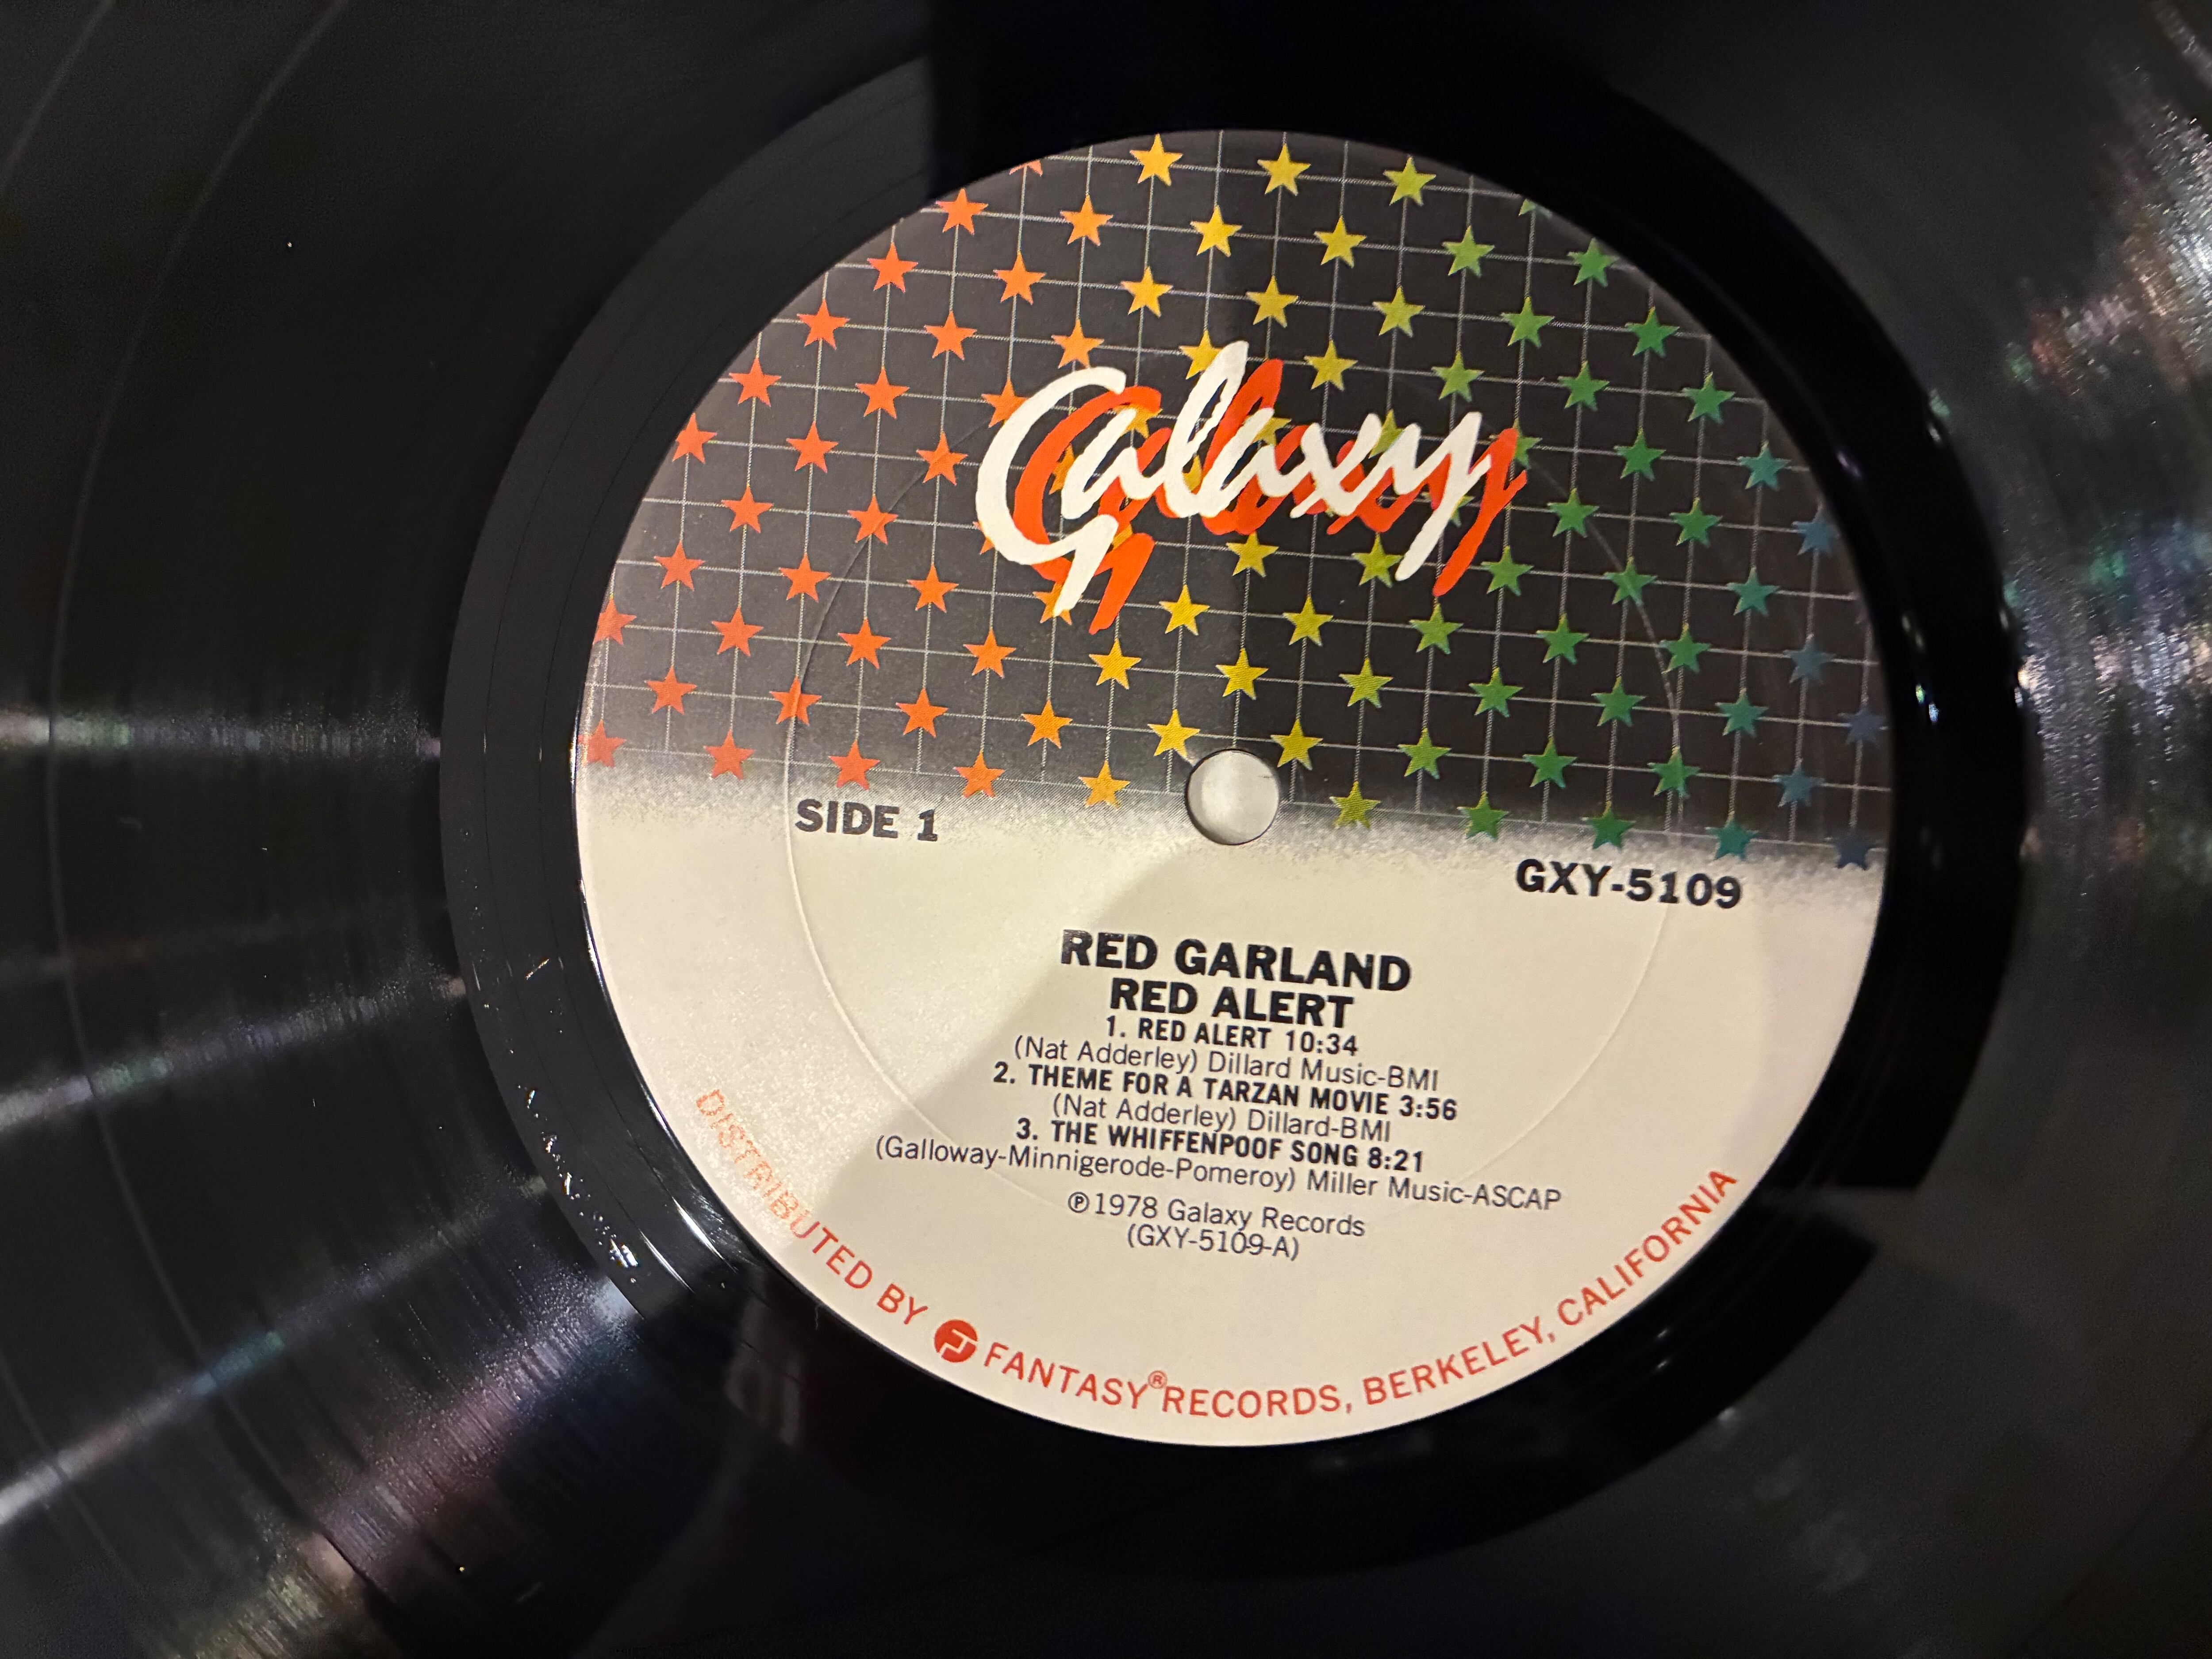 Galaxy
SIDE 1
GXY-5109
RED GARLAND
RED ALERT
1. RED ALERT 10:34
(Nat Adderley) Dillard Music-BMI
2. THEME FOR A TARZAN MOVIE 3:56
(Nat Adderley) Dillard-BMI
3. THE WHIFFENPOOF SONG 8:21
(Galloway-Minnigerode-Pomeroy) Miller Music-ASCAP
℗1978 Galaxy Records
(GXY-5109-A)
DISTRIBUTED BY FANTASY® RECORDS, BERKELEY, CALIFORNIA